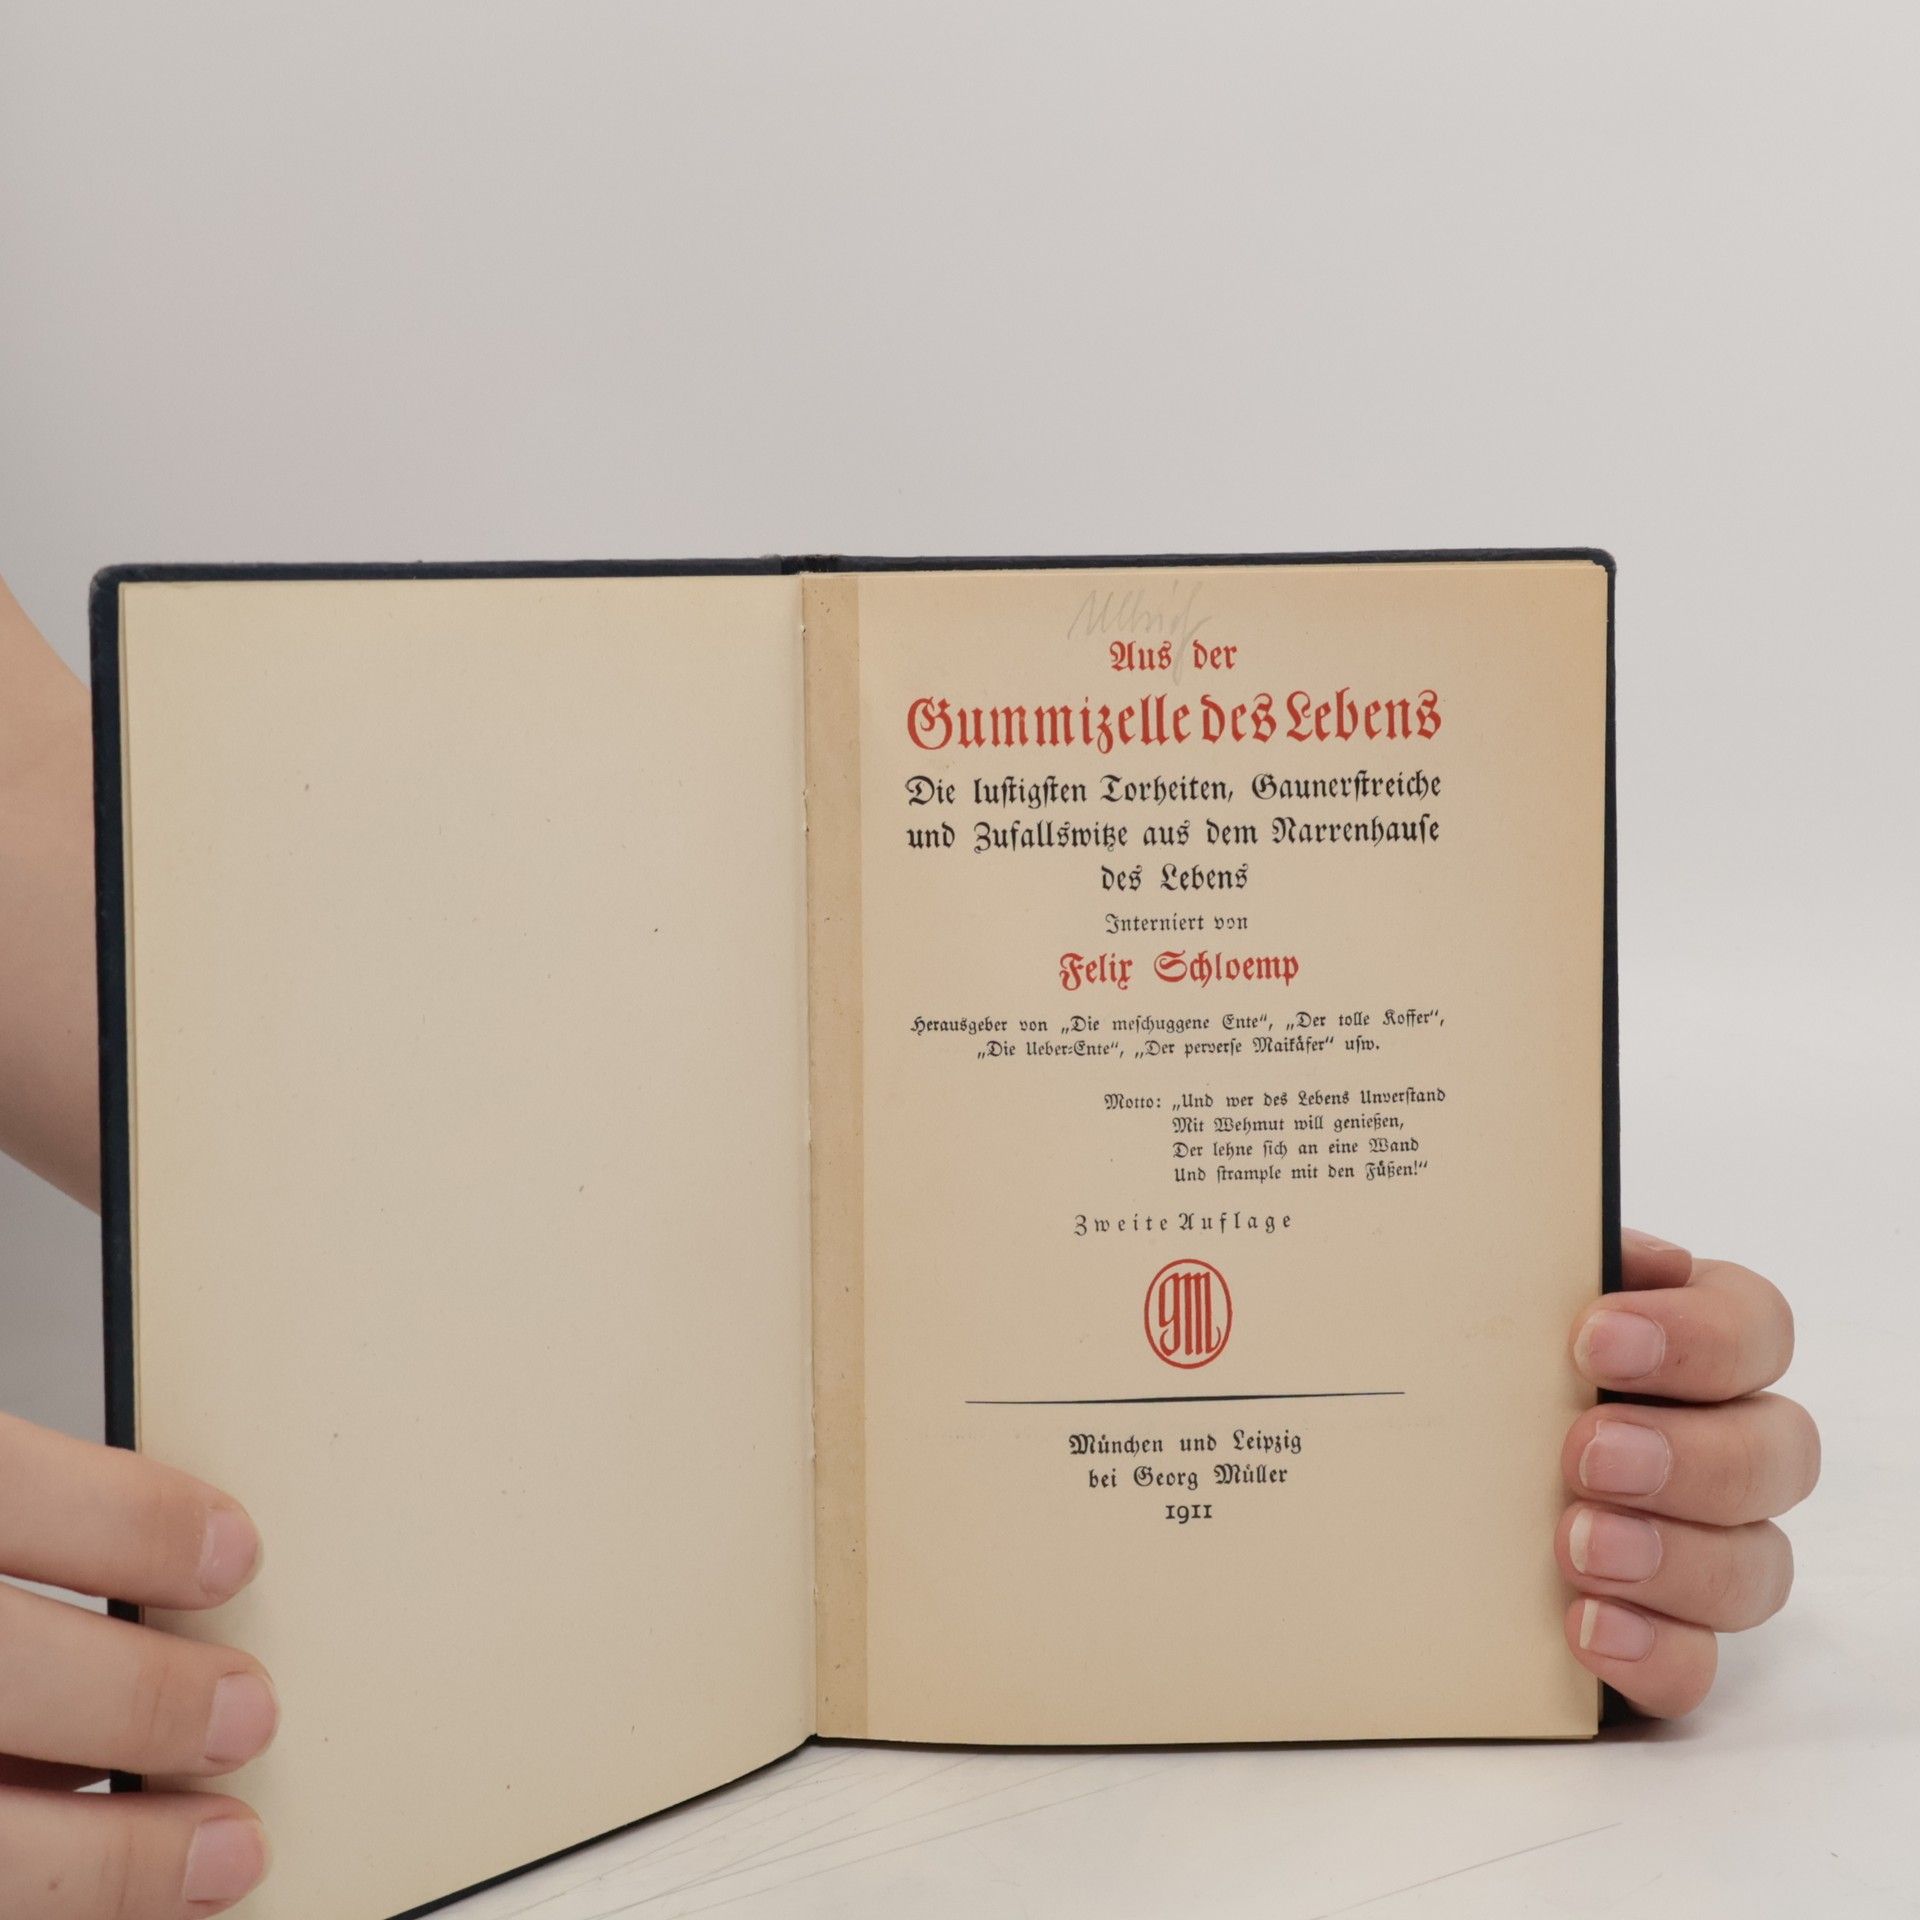 Ullrich
Aus der
Gummizelle des Lebens
Die lustigsten Torheiten, Gaunerstreiche
und Zufallswitze aus dem Narrenhause
des Lebens
Interniert von
Felix Schloemp
Herausgeber von „Die meschuggene Ente“, „Der tolle Koffer“,
„Die Ueber-Ente“, „Der perverse Maikäfer“ usw.
Motto: „Und wer des Lebens Unverstand
Mit Wehmut will genießen,
Der lehne sich an eine Wand
Und strample mit den Füßen!“
Zweite Auflage
GM
München und Leipzig
bei Georg Müller
1911